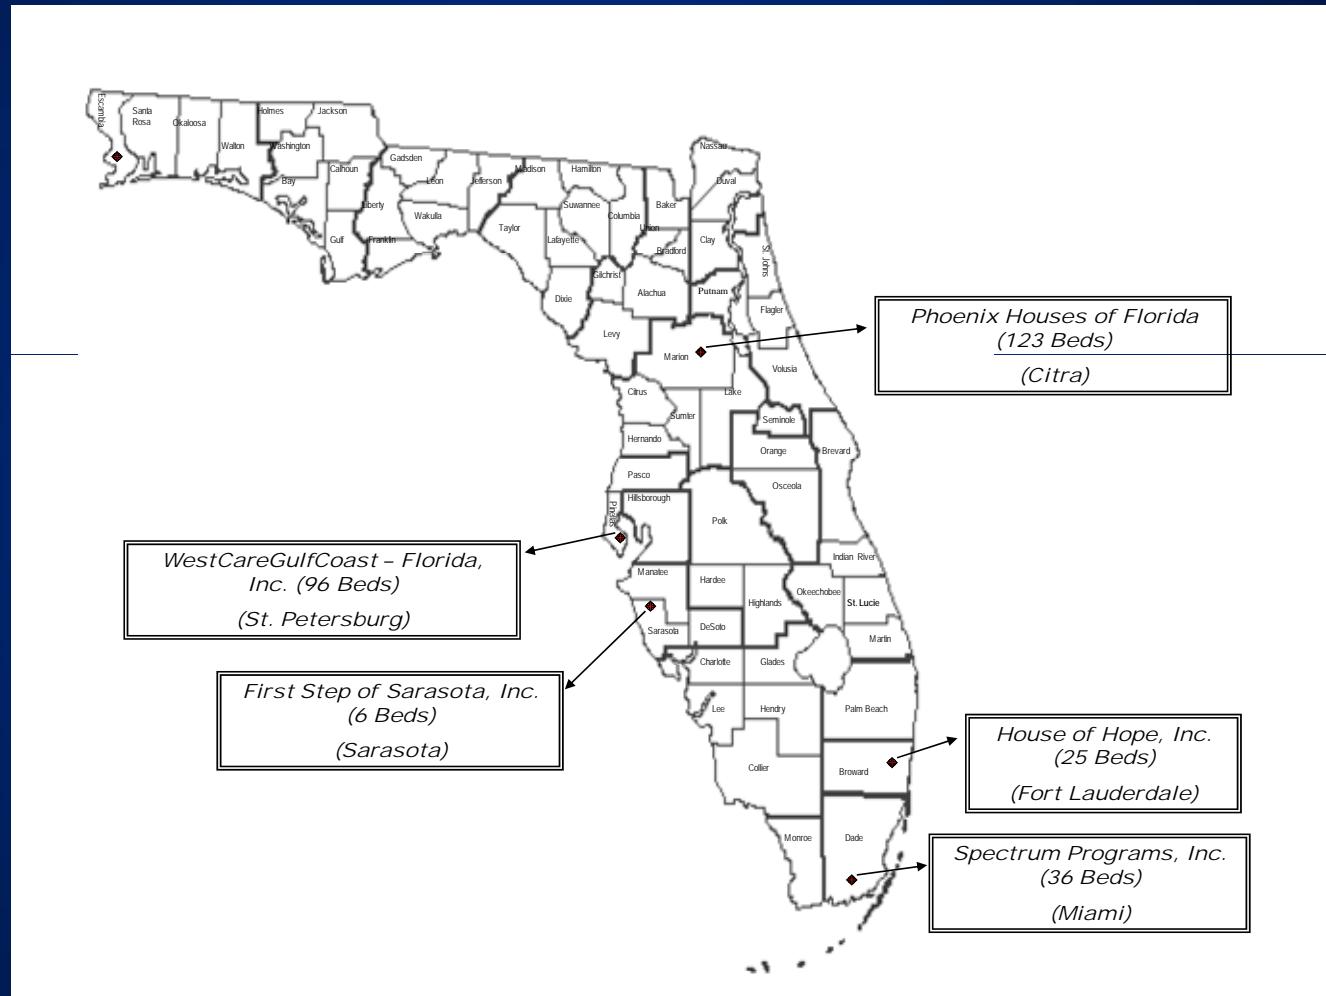 Escambia
Santa
Rosa
Okaloosa
Walton
Holmes
Jackson
Washington
Bay
Calhoun
Gulf
Liberty
Franklin
Gadsden
Leon
Wakulla
Jefferson
Madison
Taylor
Hamilton
Suwannee
Lafayette
Columbia
Dixie
Gilchrist
Union
Baker
Bradford
Alachua
Levy
Nassau
Duval
Clay
St. Johns
Putnam
Flagler
Marion
Volusia
Phoenix Houses of Florida
(123 Beds)
(Citra)
Citrus
Sumter
Lake
Hernando
Pasco
Seminole
Orange
Brevard
Osceola
Pinellas
Hillsborough
Polk
Indian River
WestCareGulfCoast – Florida,
Inc. (96 Beds)
(St. Petersburg)
Manatee
Hardee
Highlands
Okeechobee
St. Lucie
Sarasota
DeSoto
Martin
First Step of Sarasota, Inc.
(6 Beds)
(Sarasota)
Charlotte
Glades
Lee
Hendry
Palm Beach
Collier
Broward
House of Hope, Inc.
(25 Beds)
(Fort Lauderdale)
Monroe
Dade
Spectrum Programs, Inc.
(36 Beds)
(Miami)